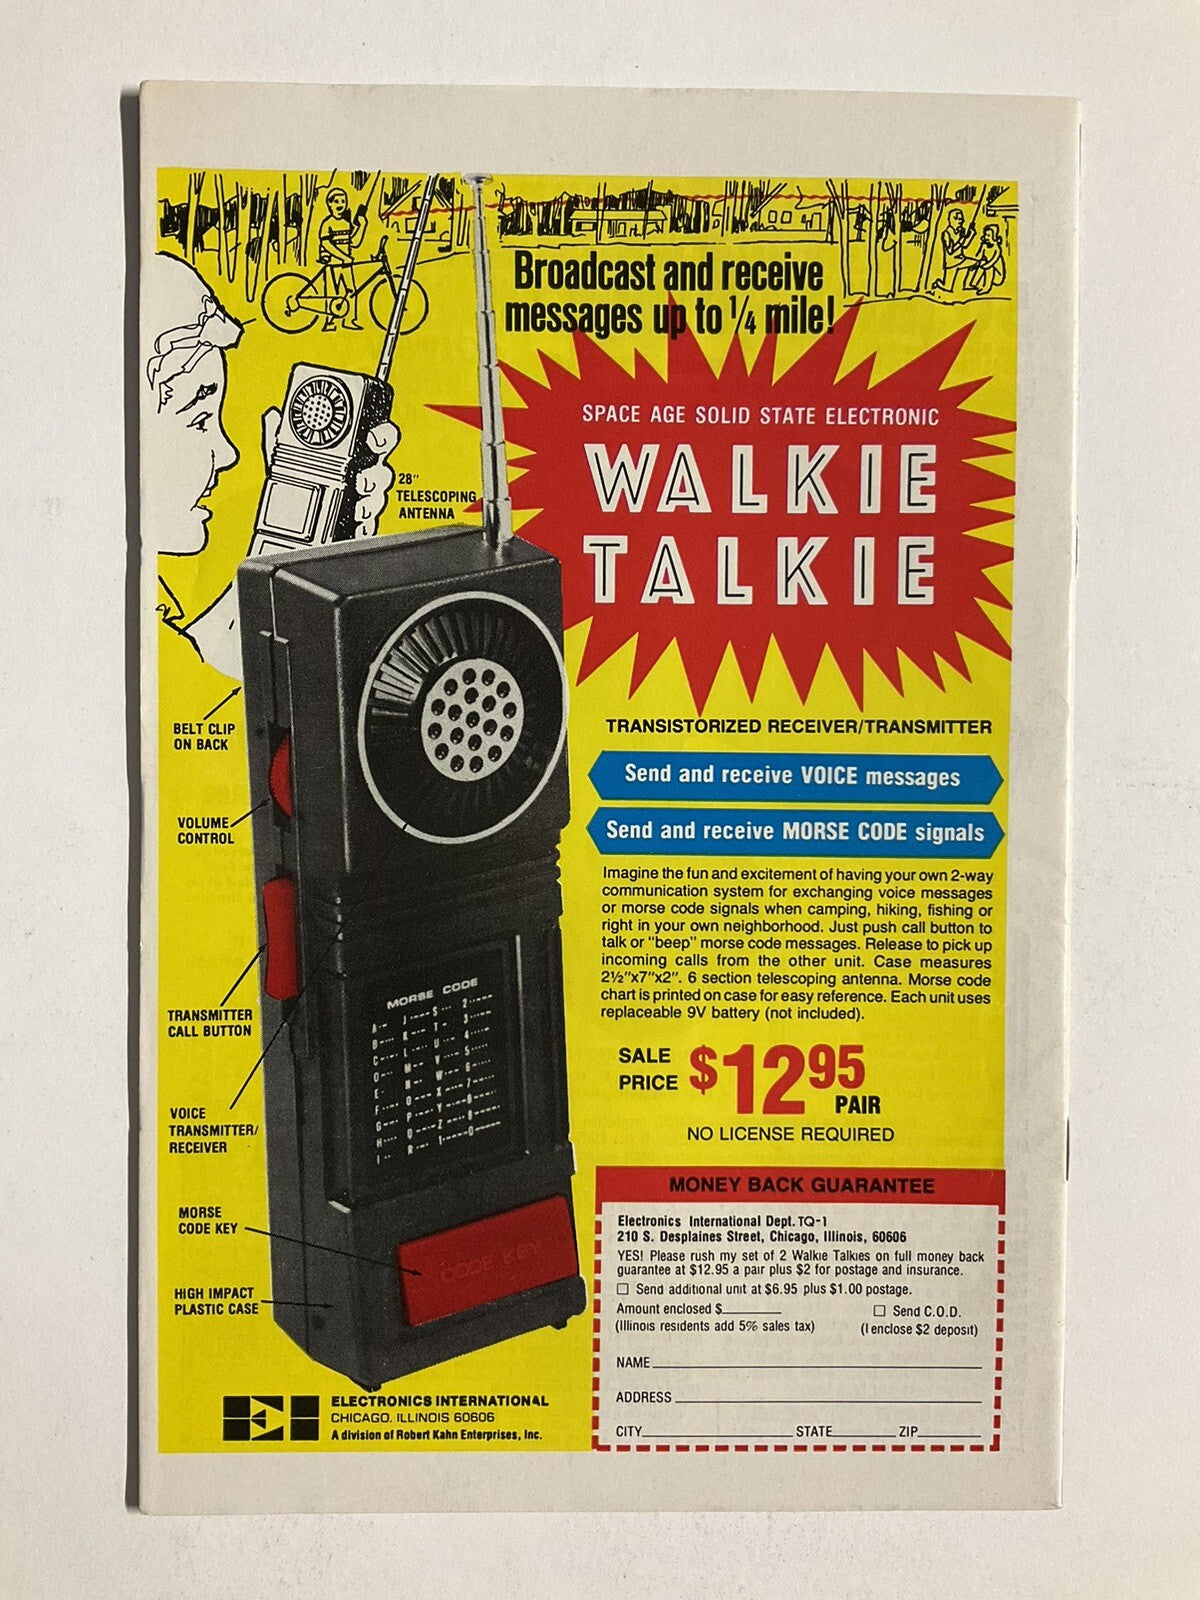 Broadcast and receive
messages up to 1/4 mile!
SPACE AGE SOLID STATE ELECTRONIC
WALKIE
TALKIE
28"
TELESCOPING
ANTENNA
BELT CLIP
ON BACK
VOLUME
CONTROL
TRANSMITTER
CALL BUTTON
VOICE
TRANSMITTER/
RECEIVER
MORSE
CODE KEY
HIGH IMPACT
PLASTIC CASE
MORSE CODE
CODE KEY
TRANSISTORIZED RECEIVER/TRANSMITTER
Send and receive VOICE messages
Send and receive MORSE CODE signals
Imagine the fun and excitement of having your own 2-way
communication system for exchanging voice messages
or morse code signals when camping, hiking, fishing or
right in your own neighborhood. Just push call button to
talk or "beep" morse code messages. Release to pick up
incoming calls from the other unit. Case measures
2½"x7"x2". 6 section telescoping antenna. Morse code
chart is printed on case for easy reference. Each unit uses
replaceable 9V battery (not included).
SALE
PRICE $12.95
PAIR
NO LICENSE REQUIRED
MONEY BACK GUARANTEE
Electronics International Dept. TQ-1
210 S. Desplaines Street, Chicago, Illinois, 60606
YES! Please rush my set of 2 Walkie Talkies on full money back
guarantee at $12.95 a pair plus $2 for postage and insurance.
☐ Send additional unit at $6.95 plus $1.00 postage.
Amount enclosed $________ ☐ Send C.O.D.
(Illinois residents add 5% sales tax) (I enclose $2 deposit)
NAME
ADDRESS
CITY STATE ZIP
ELECTRONICS INTERNATIONAL
CHICAGO, ILLINOIS 60606
A division of Robert Kahn Enterprises, Inc.